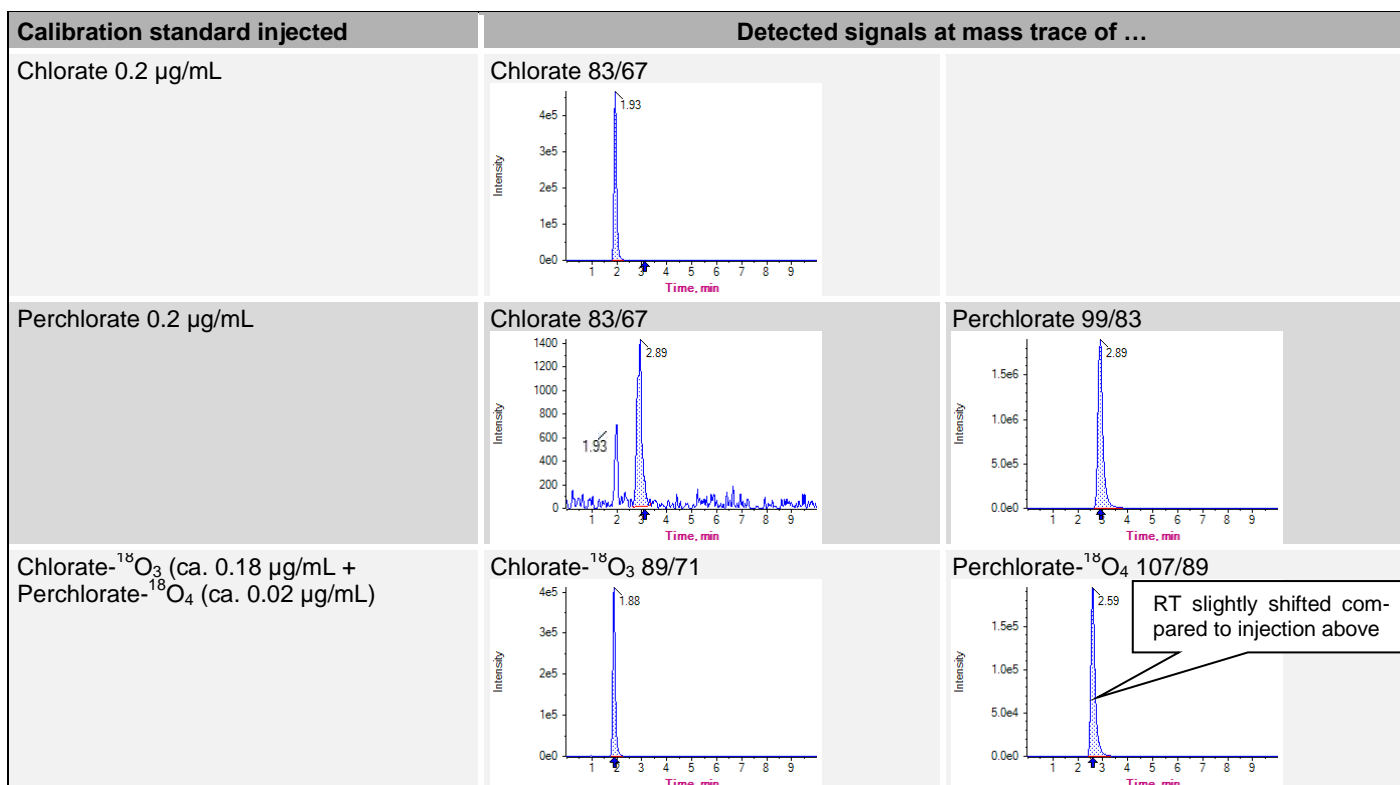 Calibration standard injected
Detected signals at mass trace of …
Chlorate 0.2 µg/mL
Chlorate 83/67
1.93
4e5
3e5
2e5
1e5
0e0
Intensity
1 2 3 4 5 6 7 8 9
Time, min
Perchlorate 0.2 µg/mL
Chlorate 83/67
1400
1200
1000
800
600
400
200
0
2.89
1.93
Intensity
1 2 3 4 5 6 7 8 9
Time, min
Perchlorate 99/83
2.89
1.5e6
1.0e6
5.0e5
0.0e0
Intensity
1 2 3 4 5 6 7 8 9
Time, min
Chlorate-¹⁸O₃ (ca. 0.18 µg/mL +
Perchlorate-¹⁸O₄ (ca. 0.02 µg/mL)
Chlorate-¹⁸O₃ 89/71
1.88
4e5
3e5
2e5
1e5
0e0
Intensity
1 2 3 4 5 6 7 8 9
Time, min
Perchlorate-¹⁸O₄ 107/89
2.59
1.5e5
1.0e5
5.0e4
0.0e0
Intensity
1 2 3 4 5 6 7 8 9
Time, min
RT slightly shifted com-
pared to injection above